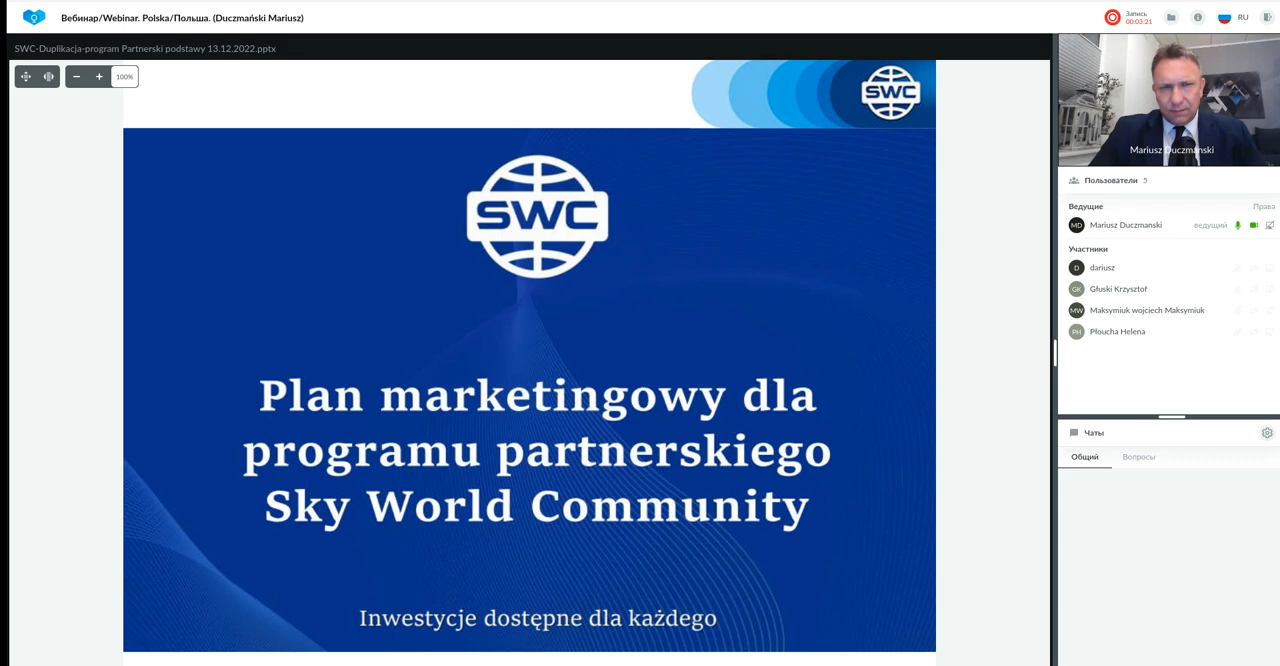 Вебинар/Webinar. Polska/Польша. (Duczmański Mariusz)
Запись
00:03:21
RU
SWC-Duplikacja-program Partnerski podstawy 13.12.2022.pptx
100%
SWC
SWC
Plan marketingowy dla
programu partnerskiego
Sky World Community
Inwestycje dostępne dla każdego
Mariusz Duczmanski
Пользователи 5
Ведущие Права
MD Mariusz Duczmanski ведущий
Участники
D dariusz
GK Głuski Krzysztof
MW Maksymiuk wojciech Maksymiuk
PH Płoucha Helena
Чаты
Общий Вопросы